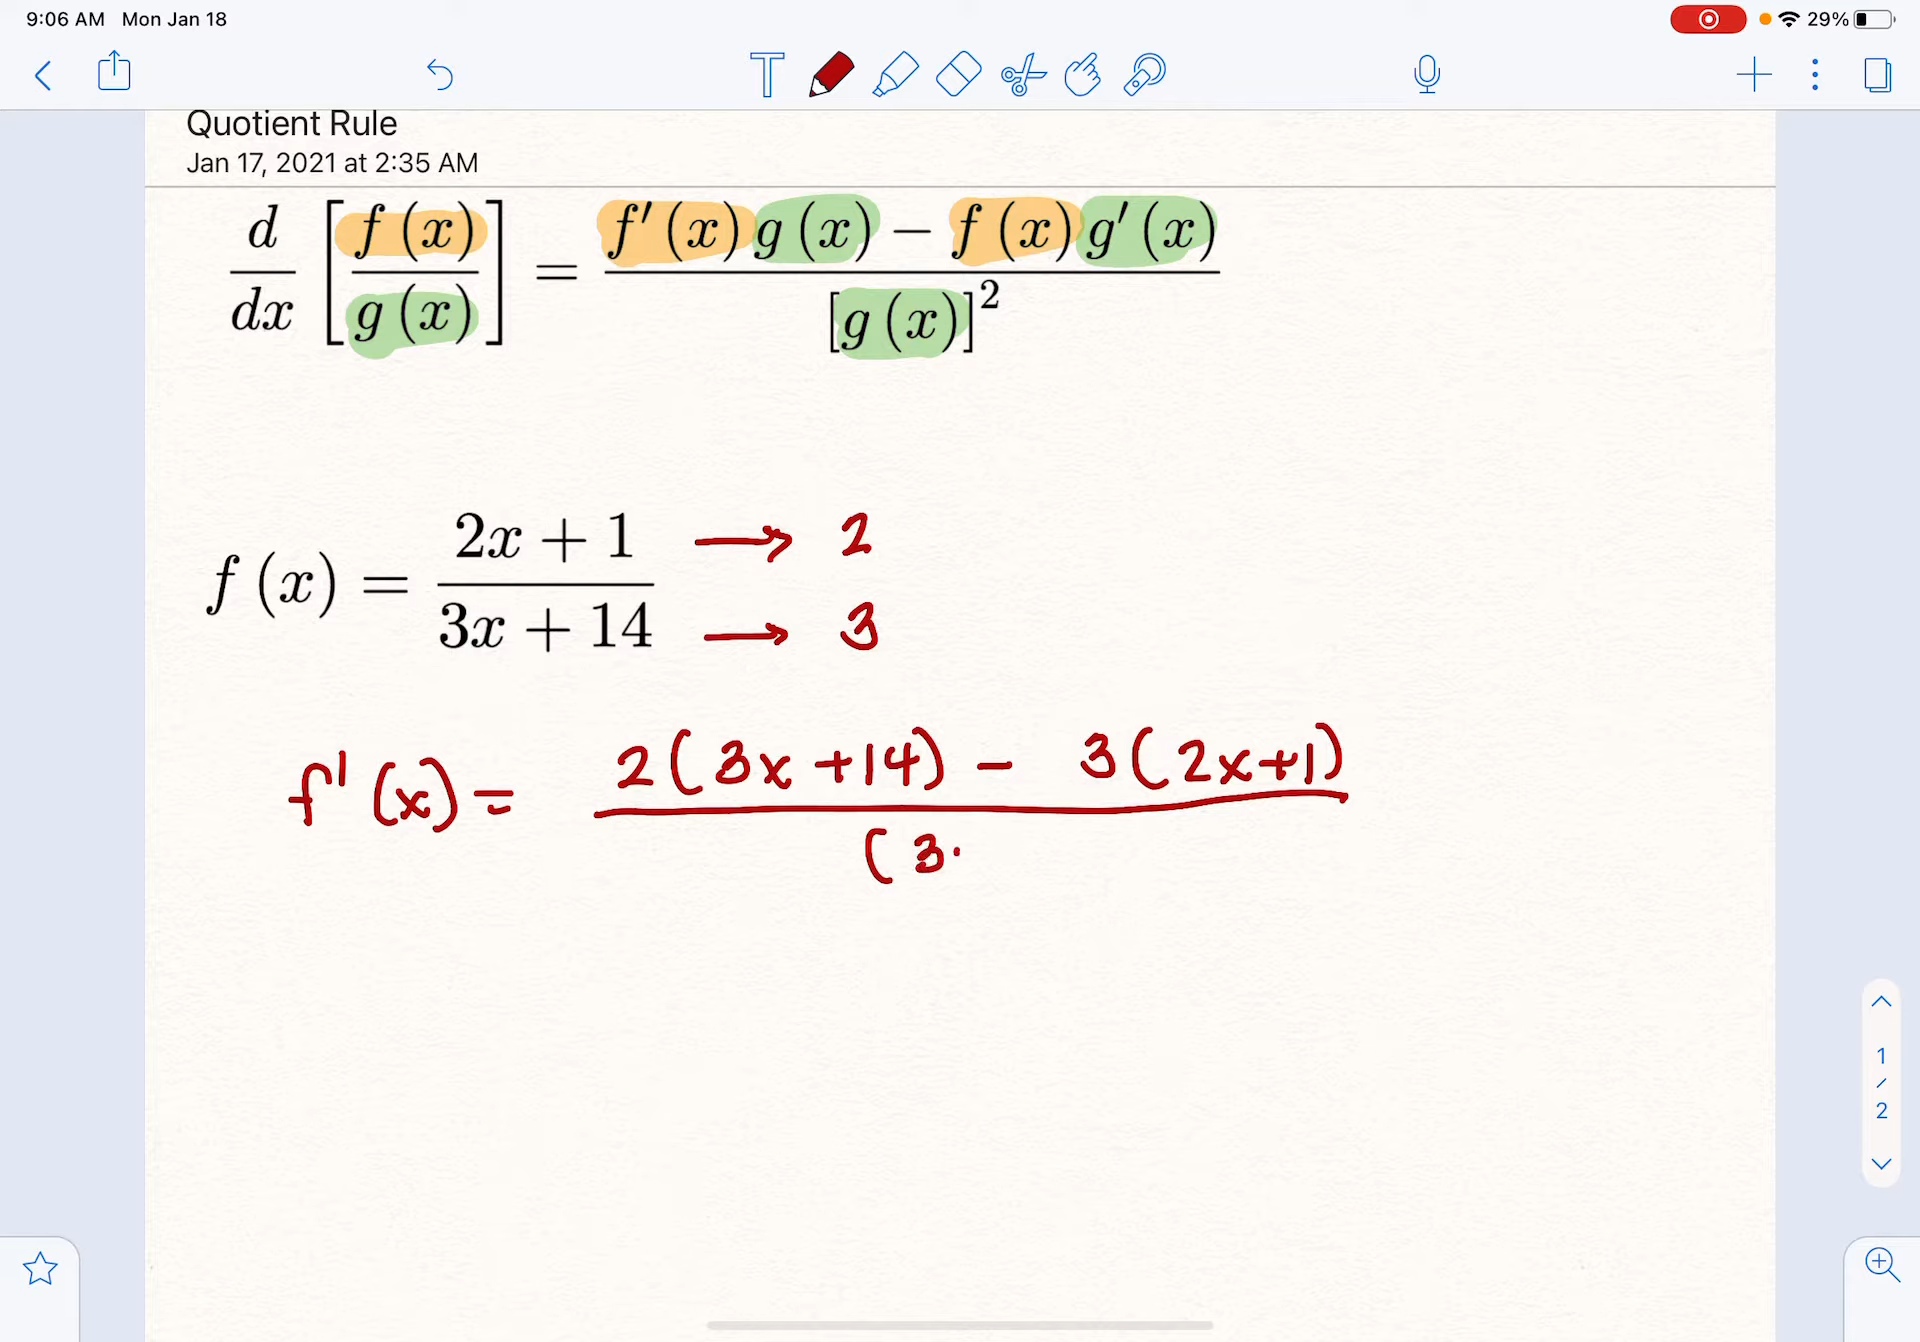 9:06 AM Mon Jan 18
29%
T
Quotient Rule
Jan 17, 2021 at 2:35 AM
d/dx [f(x)/g(x)] = (f'(x)g(x) − f(x)g'(x))/[g(x)]²
f(x) = (2x + 1)/(3x + 14)
→ 2
→ 3
f'(x) = 2(3x+14) − 3(2x+1)
(3·
1
/
2